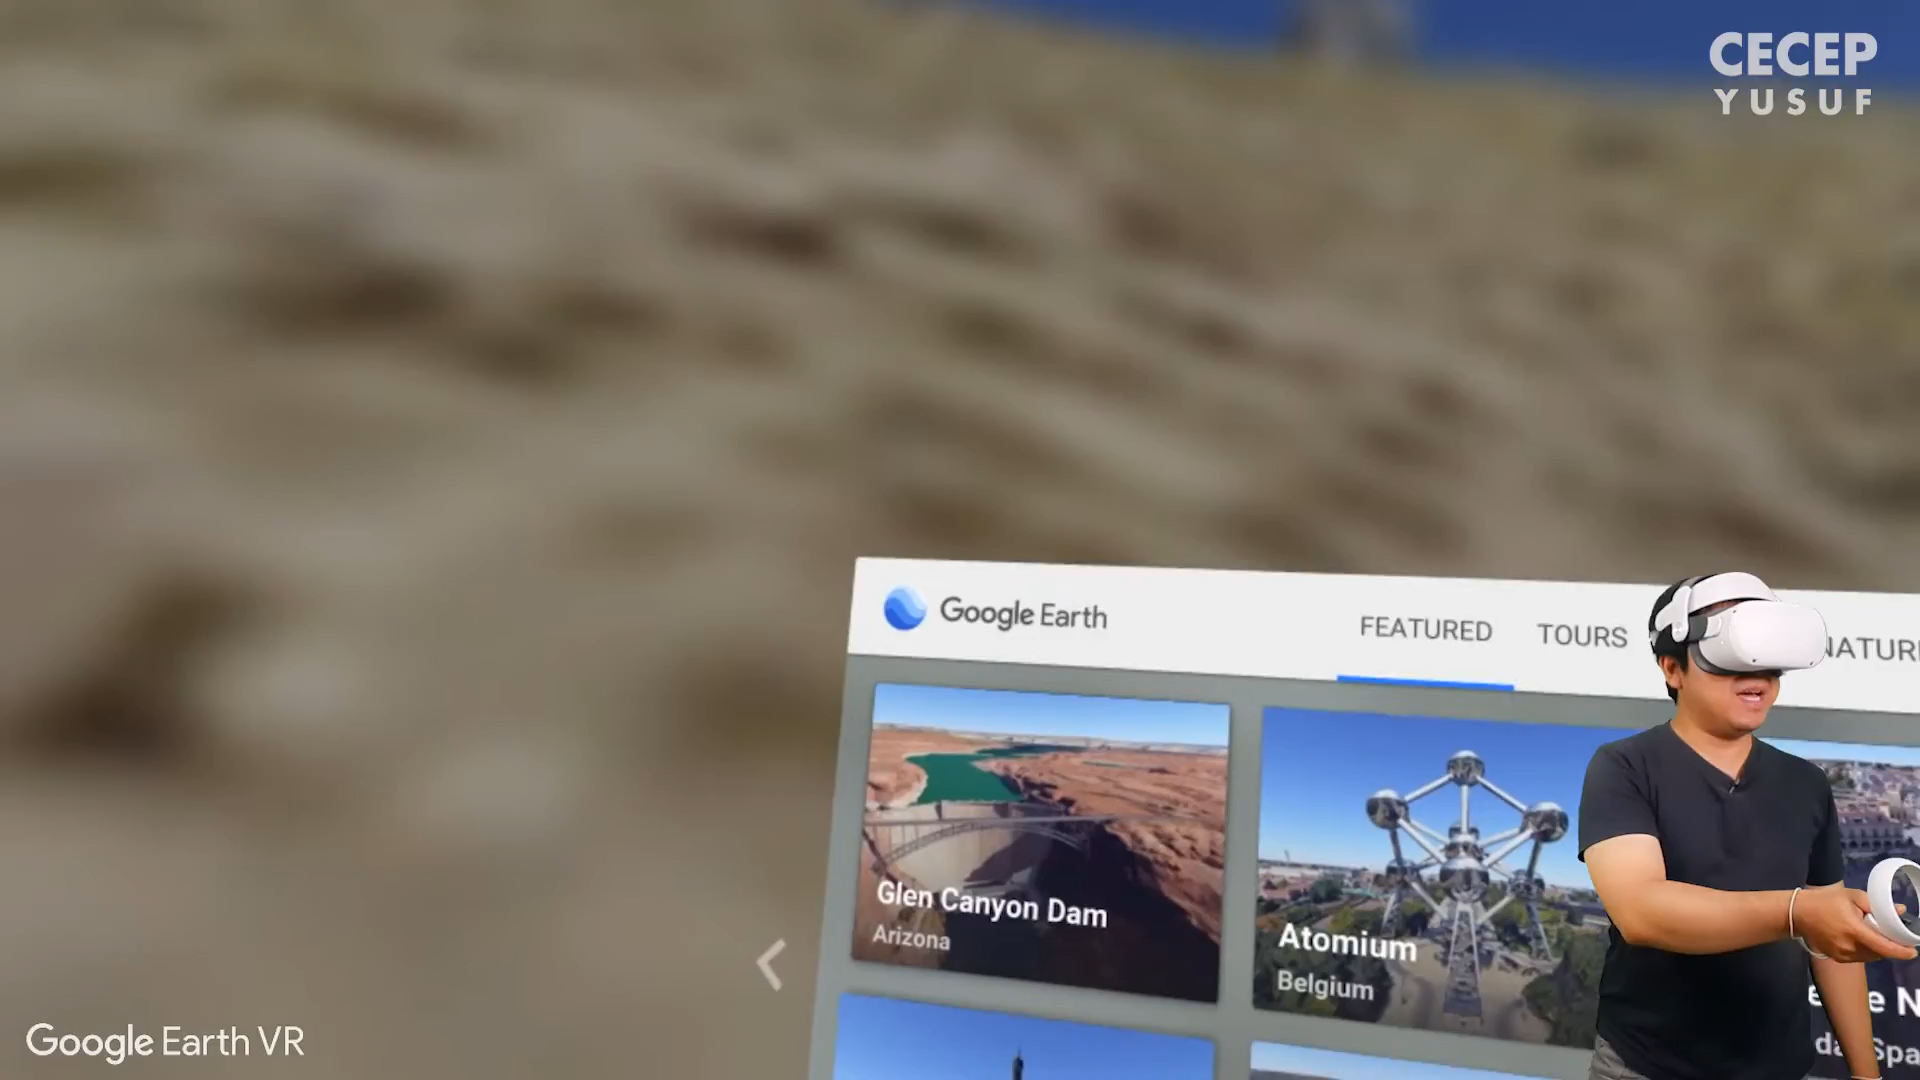 CECEP
YUSUF
Google Earth
FEATURED
TOURS
Glen Canyon Dam
Arizona
Atomium
Belgium
Google Earth VR